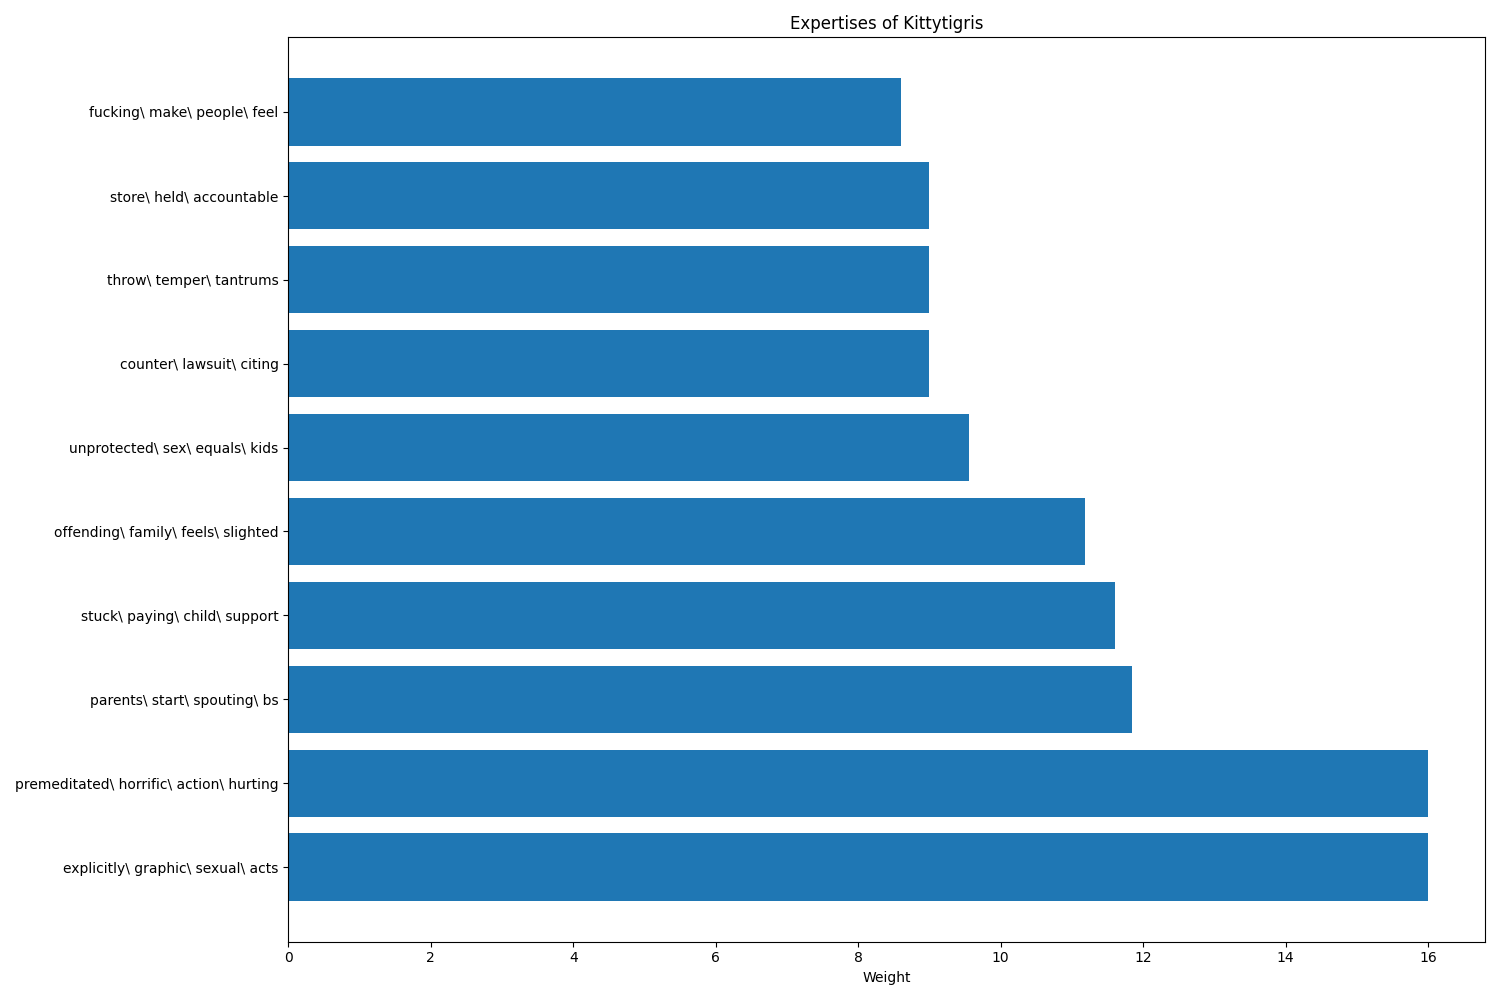 Expertises of Kittytigris
fucking\ make\ people\ feel
store\ held\ accountable
throw\ temper\ tantrums
counter\ lawsuit\ citing
unprotected\ sex\ equals\ kids
offending\ family\ feels\ slighted
stuck\ paying\ child\ support
parents\ start\ spouting\ bs
premeditated\ horrific\ action\ hurting
explicitly\ graphic\ sexual\ acts
0 2 4 6 8 10 12 14 16
Weight